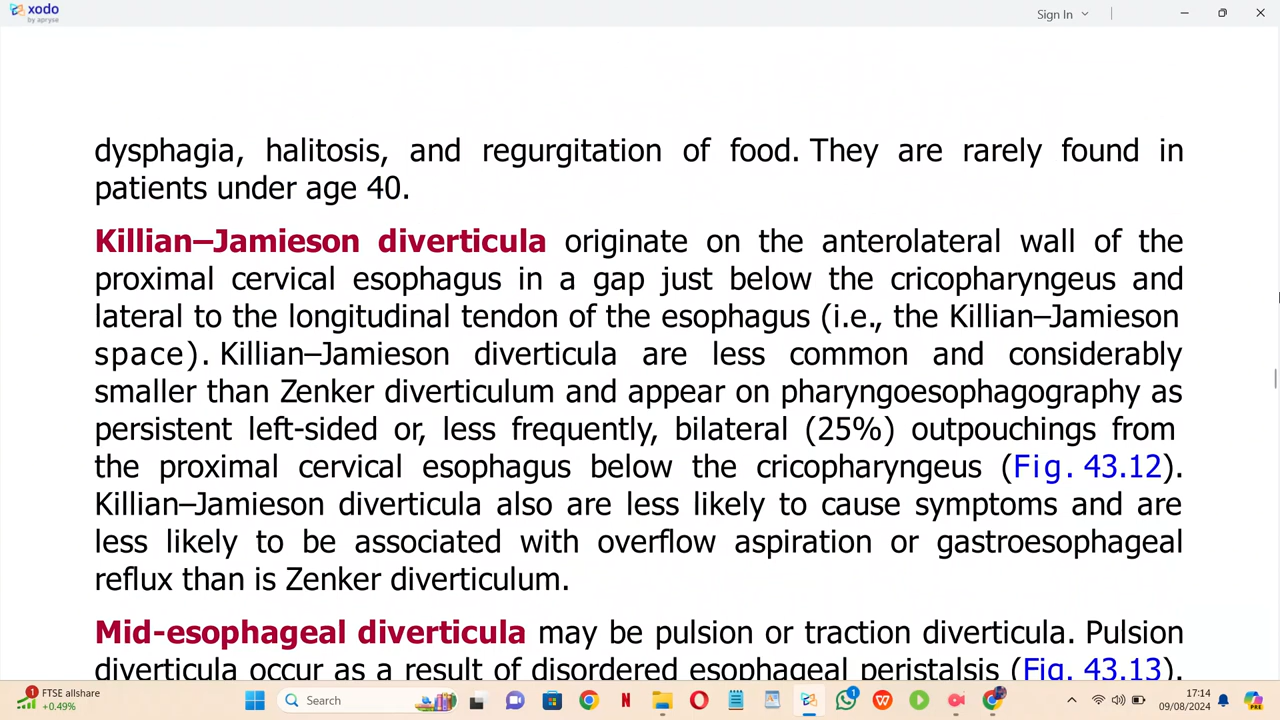 xodo
by apryse
Sign In
dysphagia, halitosis, and regurgitation of food. They are rarely found in
patients under age 40.
Killian–Jamieson diverticula originate on the anterolateral wall of the
proximal cervical esophagus in a gap just below the cricopharyngeus and
lateral to the longitudinal tendon of the esophagus (i.e., the Killian–Jamieson
space). Killian–Jamieson diverticula are less common and considerably
smaller than Zenker diverticulum and appear on pharyngoesophagography as
persistent left-sided or, less frequently, bilateral (25%) outpouchings from
the proximal cervical esophagus below the cricopharyngeus (Fig. 43.12).
Killian–Jamieson diverticula also are less likely to cause symptoms and are
less likely to be associated with overflow aspiration or gastroesophageal
reflux than is Zenker diverticulum.
Mid-esophageal diverticula may be pulsion or traction diverticula. Pulsion
diverticula occur as a result of disordered esophageal peristalsis (Fig. 43.13).
1
FTSE allshare
+0.49%
Search
N
1
W
17:14
09/08/2024
PRE